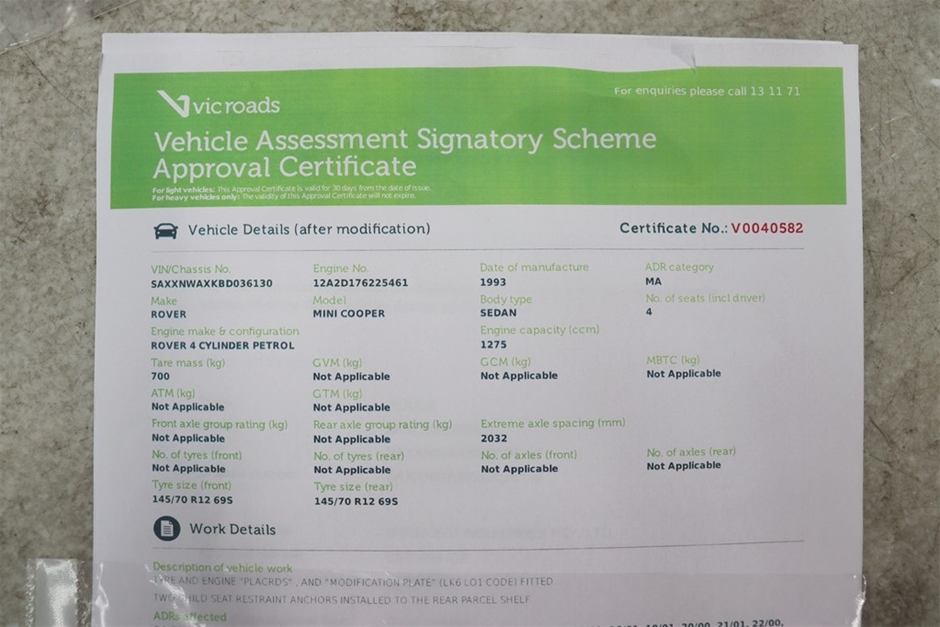 vicroads
For enquiries please call 13 11 71
Vehicle Assessment Signatory Scheme
Approval Certificate
For light vehicles: This Approval Certificate is valid for 30 days from the date of issue.
For heavy vehicles only: The validity of this Approval Certificate will not expire.
Vehicle Details (after modification) Certificate No.: V0040582
VIN/Chassis No. Engine No. Date of manufacture ADR category
SAXXNWAXKBD036130 12A2D176225461 1993 MA
Make Model Body type No. of seats (incl driver)
ROVER MINI COOPER SEDAN 4
Engine make & configuration Engine capacity (ccm)
ROVER 4 CYLINDER PETROL 1275
Tare mass (kg) GVM (kg) GCM (kg) MBTC (kg)
700 Not Applicable Not Applicable Not Applicable
ATM (kg) GTM (kg)
Not Applicable Not Applicable
Front axle group rating (kg) Rear axle group rating (kg) Extreme axle spacing (mm)
Not Applicable Not Applicable 2032
No. of tyres (front) No. of tyres (rear) No. of axles (front) No. of axles (rear)
Not Applicable Not Applicable Not Applicable Not Applicable
Tyre size (front) Tyre size (rear)
145/70 R12 69S 145/70 R12 69S
Work Details
Description of vehicle work
TYRE AND ENGINE "PLACRDS" , AND "MODIFICATION PLATE" (LK6 LO1 CODE) FITTED
CHILD SEAT RESTRAINT ANCHORS INSTALLED TO THE REAR PARCEL SHELF
ADRs affected
20/00, 21/01, 22/00,